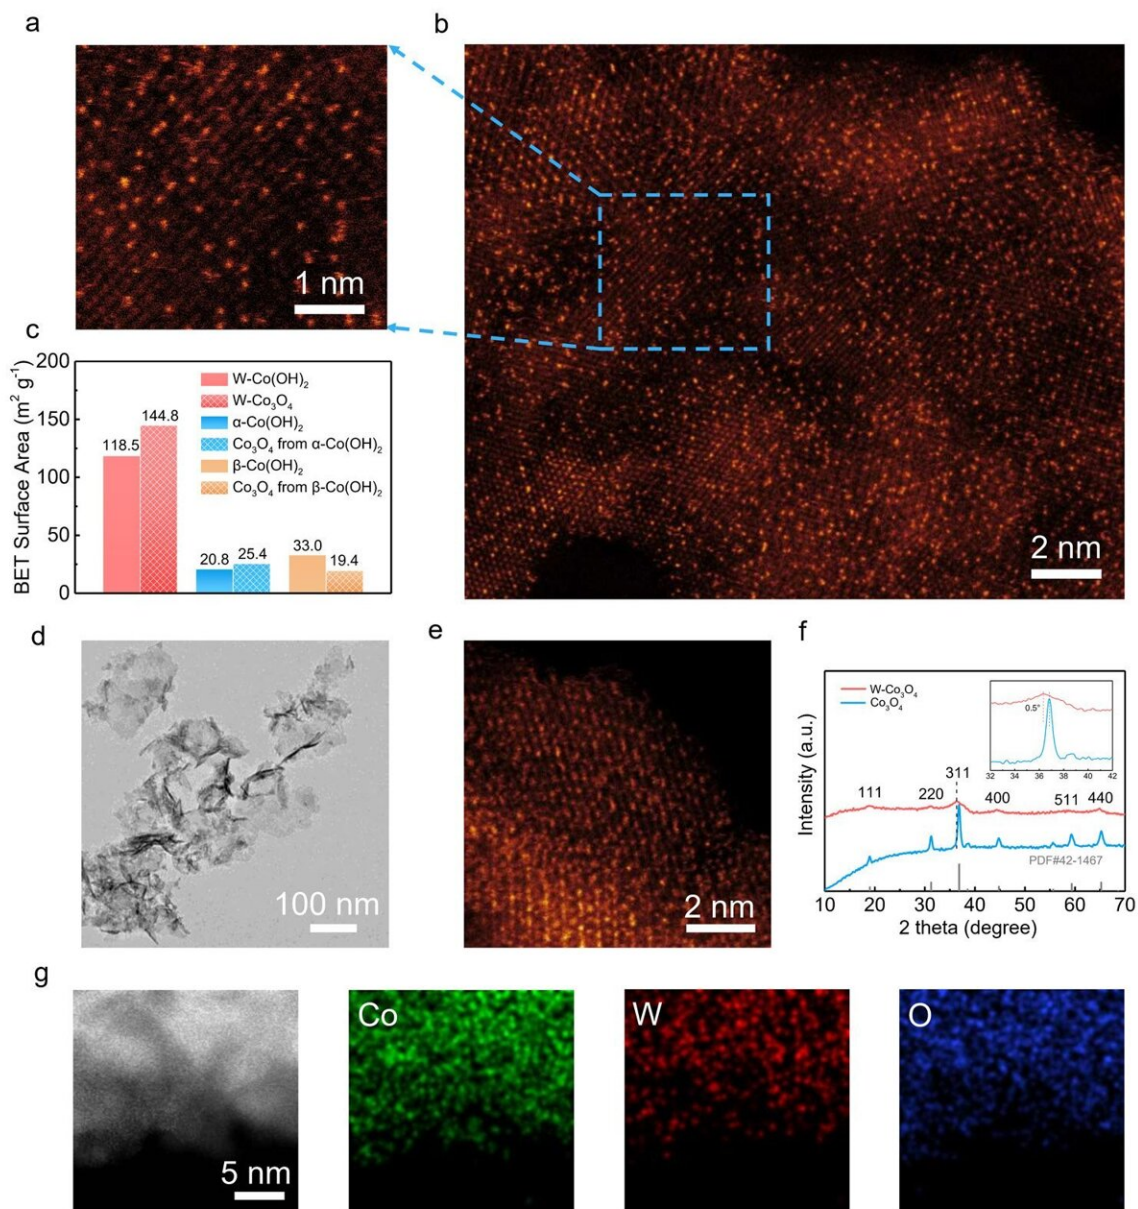 a
1 nm
b
2 nm
c
BET Surface Area (m² g⁻¹)
200
150
100
50
0
118.5
144.8
20.8
25.4
33.0
19.4
W-Co(OH)₂
W-Co₃O₄
α-Co(OH)₂
Co₃O₄ from α-Co(OH)₂
β-Co(OH)₂
Co₃O₄ from β-Co(OH)₂
d
100 nm
e
2 nm
f
Intensity (a.u.)
W-Co₃O₄
Co₃O₄
0.5°
32 34 36 38 40 42
111
220
311
400
511
440
PDF#42-1467
10 20 30 40 50 60 70
2 theta (degree)
g
5 nm
Co
W
O